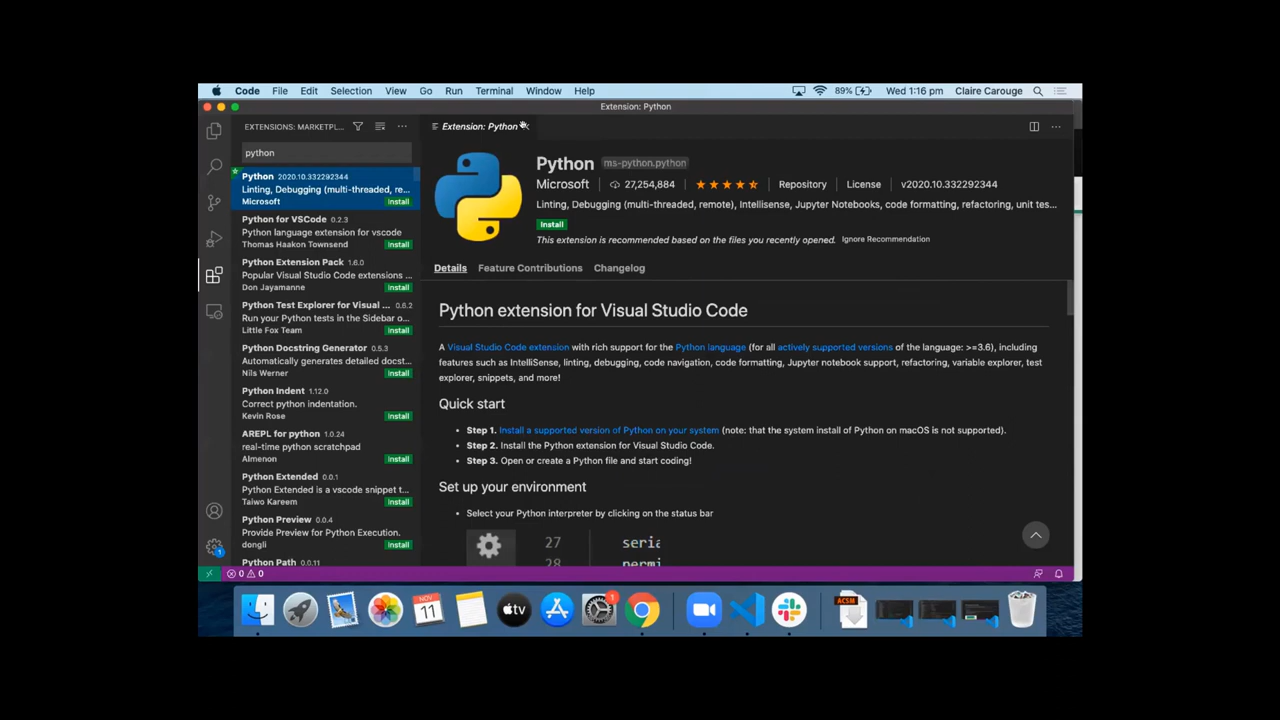 Code File Edit Selection View Go Run Terminal Window Help 89% Wed 1:16 pm Claire Carouge
Extension: Python
EXTENSIONS: MARKETPL...
python
Python 2020.10.332292344
Linting, Debugging (multi-threaded, re...
Microsoft Install
Python for VSCode 0.2.3
Python language extension for vscode
Thomas Haakon Townsend Install
Python Extension Pack 1.6.0
Popular Visual Studio Code extensions ...
Don Jayamanne Install
Python Test Explorer for Visual ... 0.6.2
Run your Python tests in the Sidebar o...
Little Fox Team Install
Python Docstring Generator 0.5.3
Automatically generates detailed docst...
Nils Werner Install
Python Indent 1.12.0
Correct python indentation.
Kevin Rose Install
AREPL for python 1.0.24
real-time python scratchpad
Almenon Install
Python Extended 0.0.1
Python Extended is a vscode snippet t...
Taiwo Kareem Install
Python Preview 0.0.4
Provide Preview for Python Execution.
dongli Install
Python Path 0.0.11
Extension: Python
Python ms-python.python
Microsoft 27,254,884 Repository License v2020.10.332292344
Linting, Debugging (multi-threaded, remote), Intellisense, Jupyter Notebooks, code formatting, refactoring, unit tes...
Install
This extension is recommended based on the files you recently opened. Ignore Recommendation
Details Feature Contributions Changelog
Python extension for Visual Studio Code
A Visual Studio Code extension with rich support for the Python language (for all actively supported versions of the language: >=3.6), including
features such as IntelliSense, linting, debugging, code navigation, code formatting, Jupyter notebook support, refactoring, variable explorer, test
explorer, snippets, and more!
Quick start
Step 1. Install a supported version of Python on your system (note: that the system install of Python on macOS is not supported).
Step 2. Install the Python extension for Visual Studio Code.
Step 3. Open or create a Python file and start coding!
Set up your environment
Select your Python interpreter by clicking on the status bar
27 seria
28 permi
1
0 0
NOV
11
tv
1
ACSN